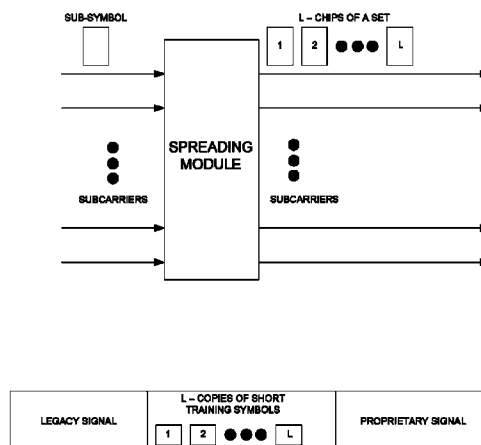 SUB-SYMBOL
L – CHIPS OF A SET
1 2 L
SPREADING
MODULE
SUBCARRIERS
SUBCARRIERS
LEGACY SIGNAL
L – COPIES OF SHORT
TRAINING SYMBOLS
1 2 L
PROPRIETARY SIGNAL